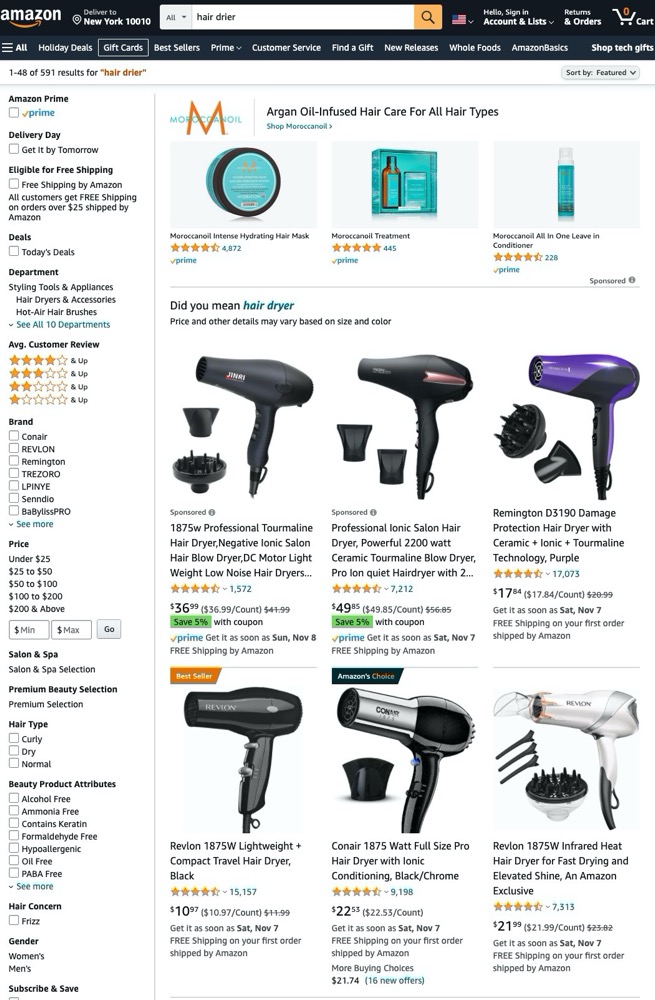 amazon
Deliver to
New York 10010
All
hair drier
Hello, Sign in
Account & Lists
Returns
& Orders
0
Cart
All
Holiday Deals
Gift Cards
Best Sellers
Prime
Customer Service
Find a Gift
New Releases
Whole Foods
AmazonBasics
Shop tech gifts
1-48 of 591 results for "hair drier"
Sort by: Featured
Amazon Prime
prime
Delivery Day
Get It by Tomorrow
Eligible for Free Shipping
Free Shipping by Amazon
All customers get FREE Shipping
on orders over $25 shipped by
Amazon
Deals
Today's Deals
Department
Styling Tools & Appliances
Hair Dryers & Accessories
Hot-Air Hair Brushes
See All 10 Departments
Avg. Customer Review
& Up
& Up
& Up
& Up
Brand
Conair
REVLON
Remington
TREZORO
LPINYE
Senndio
BaBylissPRO
See more
Price
Under $25
$25 to $50
$50 to $100
$100 to $200
$200 & Above
$ Min
$ Max
Go
Salon & Spa
Salon & Spa Selection
Premium Beauty Selection
Premium Selection
Hair Type
Curly
Dry
Normal
Beauty Product Attributes
Alcohol Free
Ammonia Free
Contains Keratin
Formaldehyde Free
Hypoallergenic
Oil Free
PABA Free
See more
Hair Concern
Frizz
Gender
Women's
Men's
Subscribe & Save
M
MOROCCANOIL
Argan Oil-Infused Hair Care For All Hair Types
Shop Moroccanoil ›
Moroccanoil Intense Hydrating Hair Mask
4,872
prime
Moroccanoil Treatment
445
prime
Moroccanoil All In One Leave in
Conditioner
228
prime
Sponsored
Did you mean hair dryer
Price and other details may vary based on size and color
JINRI
Sponsored
1875w Professional Tourmaline
Hair Dryer,Negative Ionic Salon
Hair Blow Dryer,DC Motor Light
Weight Low Noise Hair Dryers...
1,572
$36.99 ($36.99/Count) $41.99
Save 5% with coupon
prime Get it as soon as Sun, Nov 8
FREE Shipping by Amazon
Sponsored
Professional Ionic Salon Hair
Dryer, Powerful 2200 watt
Ceramic Tourmaline Blow Dryer,
Pro Ion quiet Hairdryer with 2...
7,212
$49.85 ($49.85/Count) $56.85
Save 5% with coupon
prime Get it as soon as Sat, Nov 7
FREE Shipping by Amazon
Remington D3190 Damage
Protection Hair Dryer with
Ceramic + Ionic + Tourmaline
Technology, Purple
17,073
$17.84 ($17.84/Count) $20.99
Get it as soon as Sat, Nov 7
FREE Shipping on your first order
shipped by Amazon
Best Seller
REVLON
Revlon 1875W Lightweight +
Compact Travel Hair Dryer,
Black
15,157
$10.97 ($10.97/Count) $11.99
Get it as soon as Sat, Nov 7
FREE Shipping on your first order
shipped by Amazon
Amazon's Choice
CONAIR
Conair 1875 Watt Full Size Pro
Hair Dryer with Ionic
Conditioning, Black/Chrome
9,198
$22.53 ($22.53/Count)
Get it as soon as Sat, Nov 7
FREE Shipping on your first order
shipped by Amazon
More Buying Choices
$21.74 (16 new offers)
REVLON
Revlon 1875W Infrared Heat
Hair Dryer for Fast Drying and
Elevated Shine, An Amazon
Exclusive
7,313
$21.99 ($21.99/Count) $23.82
Get it as soon as Sat, Nov 7
FREE Shipping on your first order
shipped by Amazon